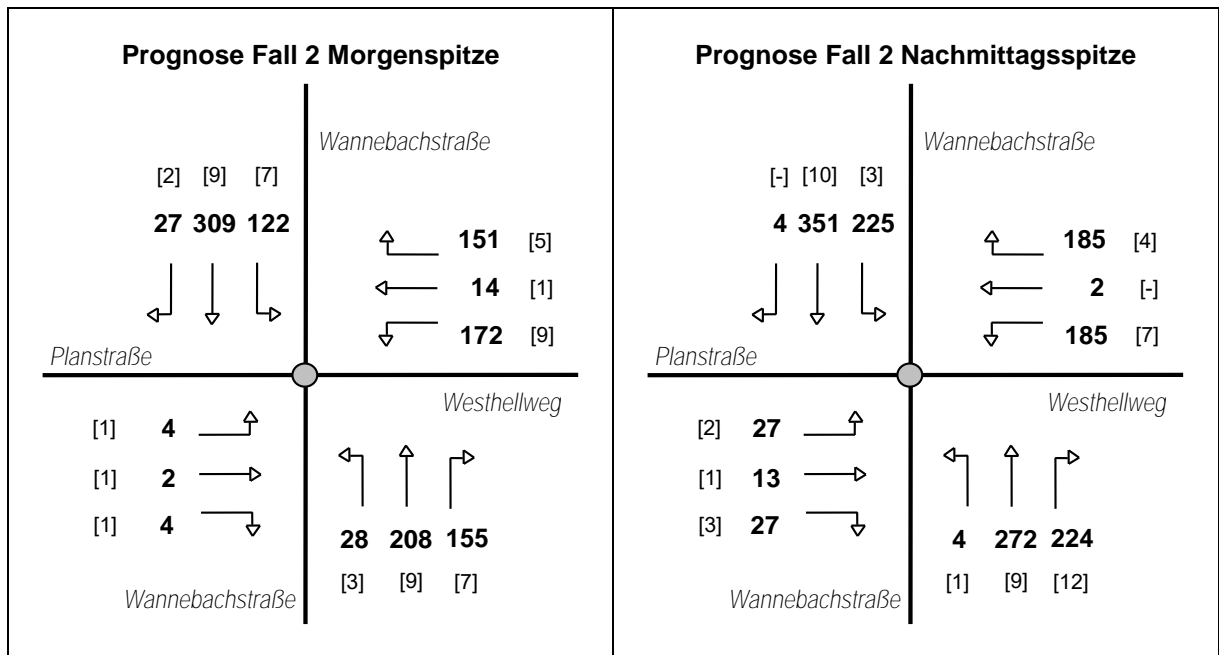 Prognose Fall 2 Morgenspitze
Wannebachstraße
[2] [9] [7]
27 309 122
151 [5]
14 [1]
172 [9]
Planstraße
Westhellweg
[1] 4
[1] 2
[1] 4
28 208 155
[3] [9] [7]
Wannebachstraße
Prognose Fall 2 Nachmittagsspitze
Wannebachstraße
[-] [10] [3]
4 351 225
185 [4]
2 [-]
185 [7]
Planstraße
Westhellweg
[2] 27
[1] 13
[3] 27
4 272 224
[1] [9] [12]
Wannebachstraße